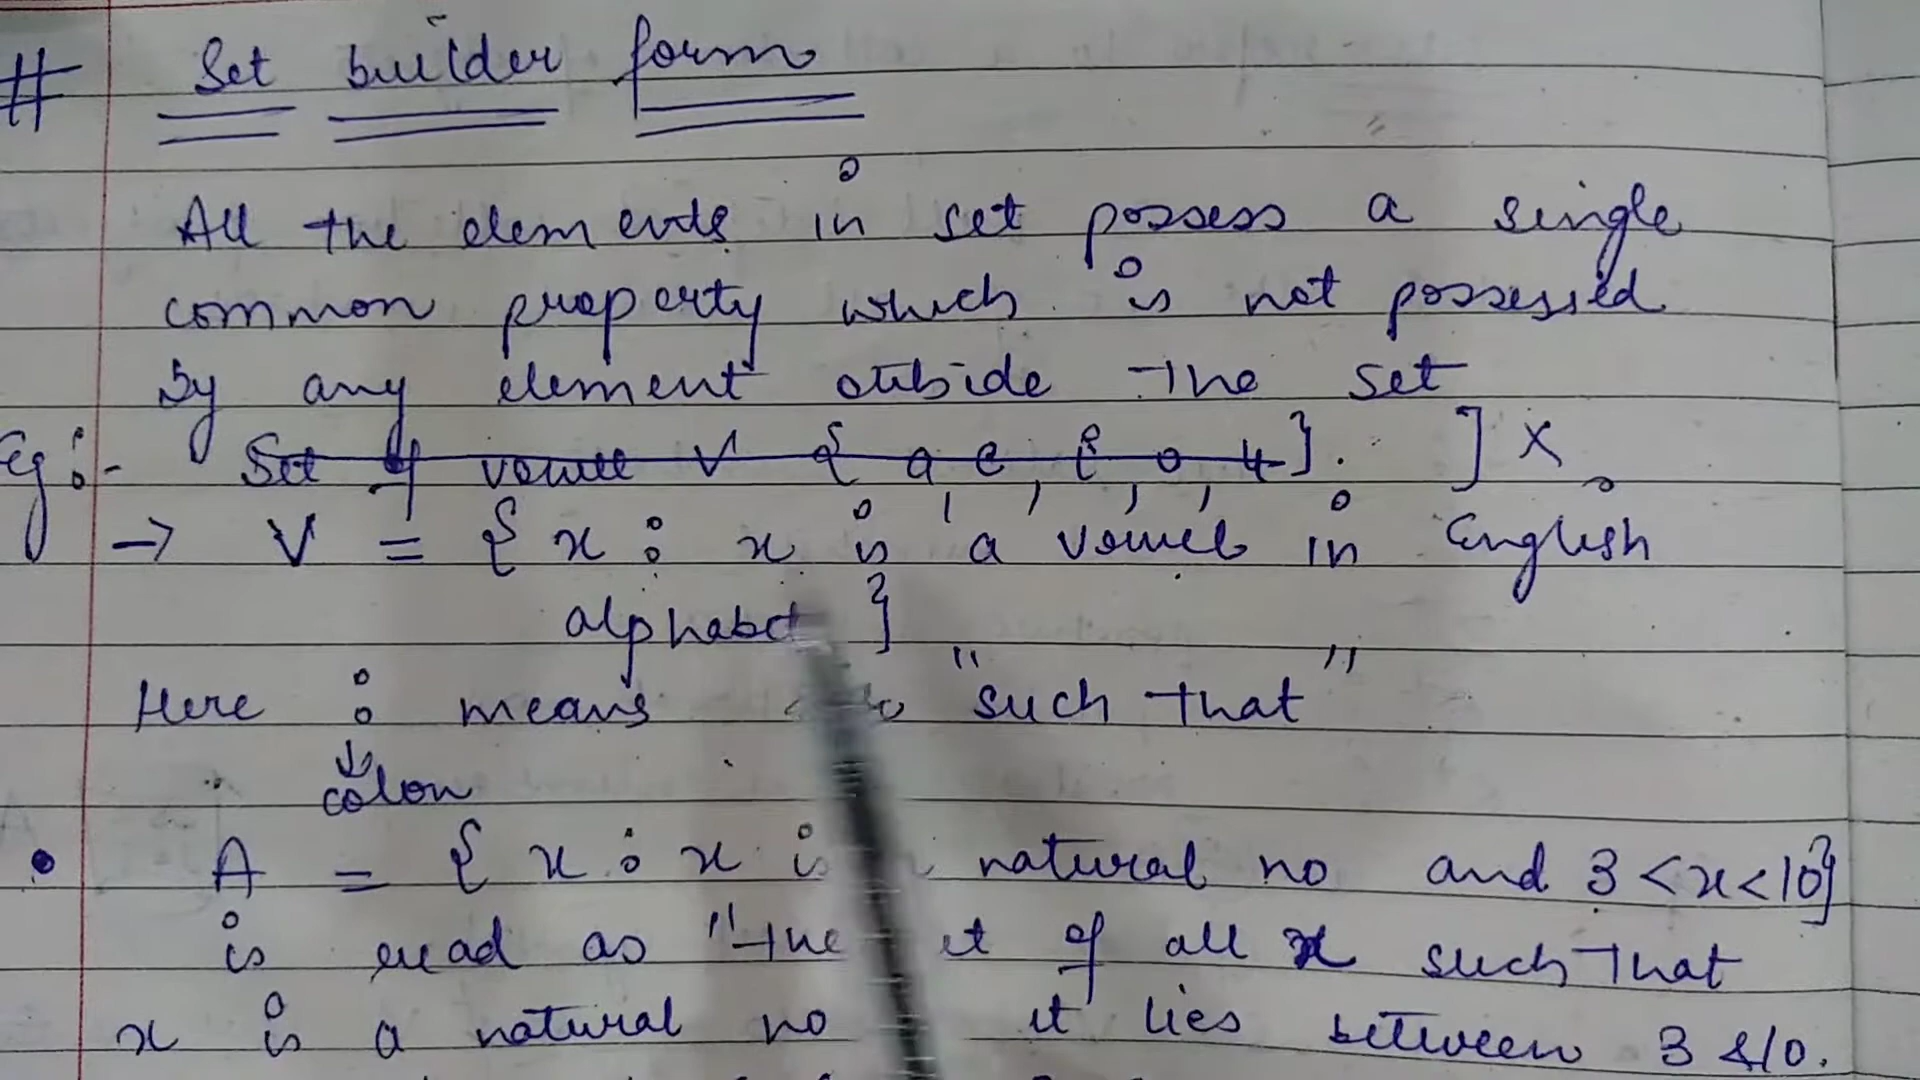 # Set builder form
All the elements in set possess a single
common property which is not possessed
by any element outside the set
Eg:- Set of vowel V { a, e, i, o, u }. ] X
→ V = { x : x is a vowel in English
alphabet }
Here : means "such that"
↓
colon
• A = { x : x is natural no and 3 < x < 10}
is read as "the set of all x such that
x is a natural no it lies between 3 & 10.